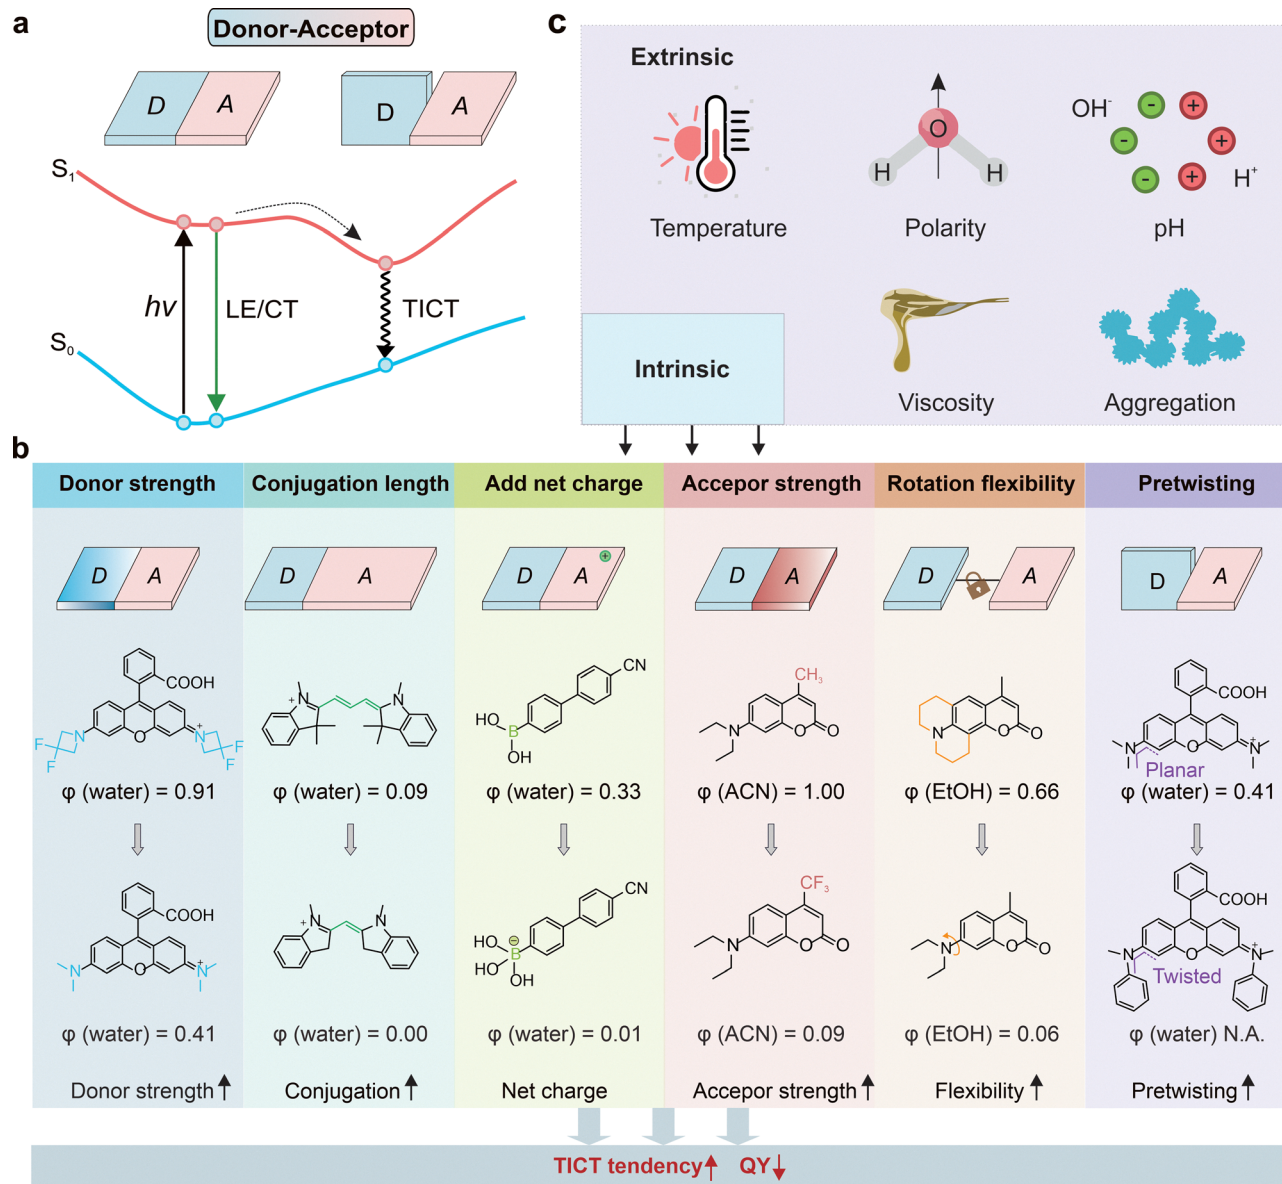 a
Donor-Acceptor
D A
D A
S1
hv
LE/CT
TICT
S0
c
Extrinsic
Temperature
O
H H
Polarity
OH-
- +
- +
- +
H+
pH
Intrinsic
Viscosity
Aggregation
b
Donor strength
Conjugation length
Add net charge
Accepor strength
Rotation flexibility
Pretwisting
D A
D A
D A +
D A
D A
D A
COOH
N O N+
F F F F
φ (water) = 0.91
N+ N
φ (water) = 0.09
CN
HO B OH
φ (water) = 0.33
CH3
N O O
φ (ACN) = 1.00
N O O
φ (EtOH) = 0.66
COOH
N O N+
Planar
φ (water) = 0.41
COOH
N O N+
φ (water) = 0.41
N+ N
φ (water) = 0.00
CN
HO B⊖
HO OH
φ (water) = 0.01
CF3
N O O
φ (ACN) = 0.09
N O O
φ (EtOH) = 0.06
COOH
N O N+
Twisted
φ (water) N.A.
Donor strength ↑
Conjugation ↑
Net charge
Accepor strength ↑
Flexibility ↑
Pretwisting ↑
TICT tendency ↑ QY ↓